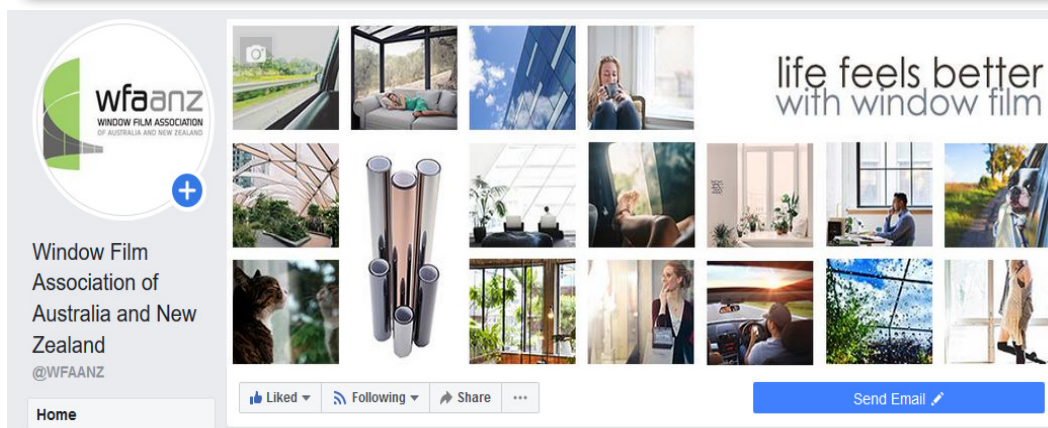 wfaanz
WINDOW FILM ASSOCIATION
OF AUSTRALIA AND NEW ZEALAND
life feels better
with window film
Window Film
Association of
Australia and New
Zealand
@WFAANZ
Home
Liked
Following
Share
Send Email